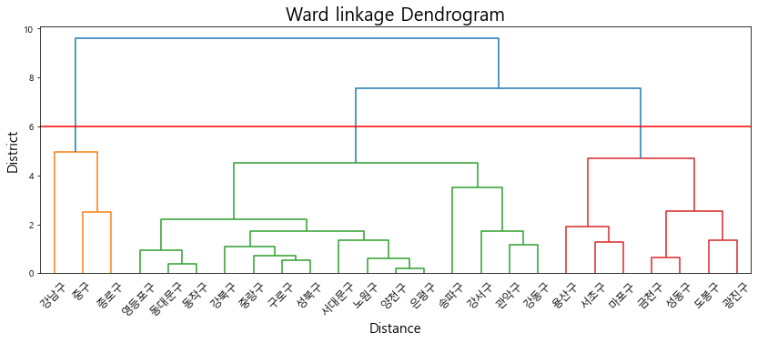 Ward linkage Dendrogram
District
10
8
6
4
2
0
강남구 중구 종로구 영등포구 동대문구 동작구 강북구 중랑구 구로구 성북구 서대문구 노원구 양천구 은평구 송파구 강서구 관악구 강동구 용산구 서초구 마포구 금천구 성동구 도봉구 광진구
Distance